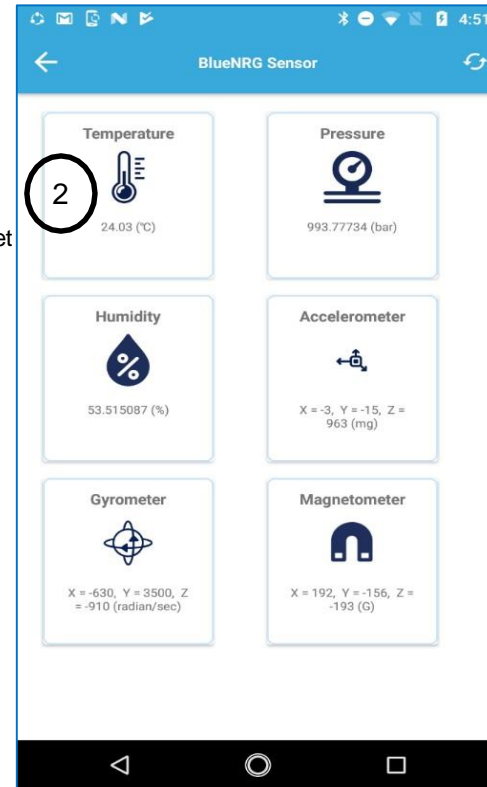 4:51
BlueNRG Sensor
Temperature
Pressure
2
24.03 (°C)
993.77734 (bar)
et
Humidity
Accelerometer
%
53.515087 (%)
X = -3, Y = -15, Z =
963 (mg)
Gyrometer
Magnetometer
X = -630, Y = 3500, Z
= -910 (radian/sec)
X = 192, Y = -156, Z =
-193 (G)